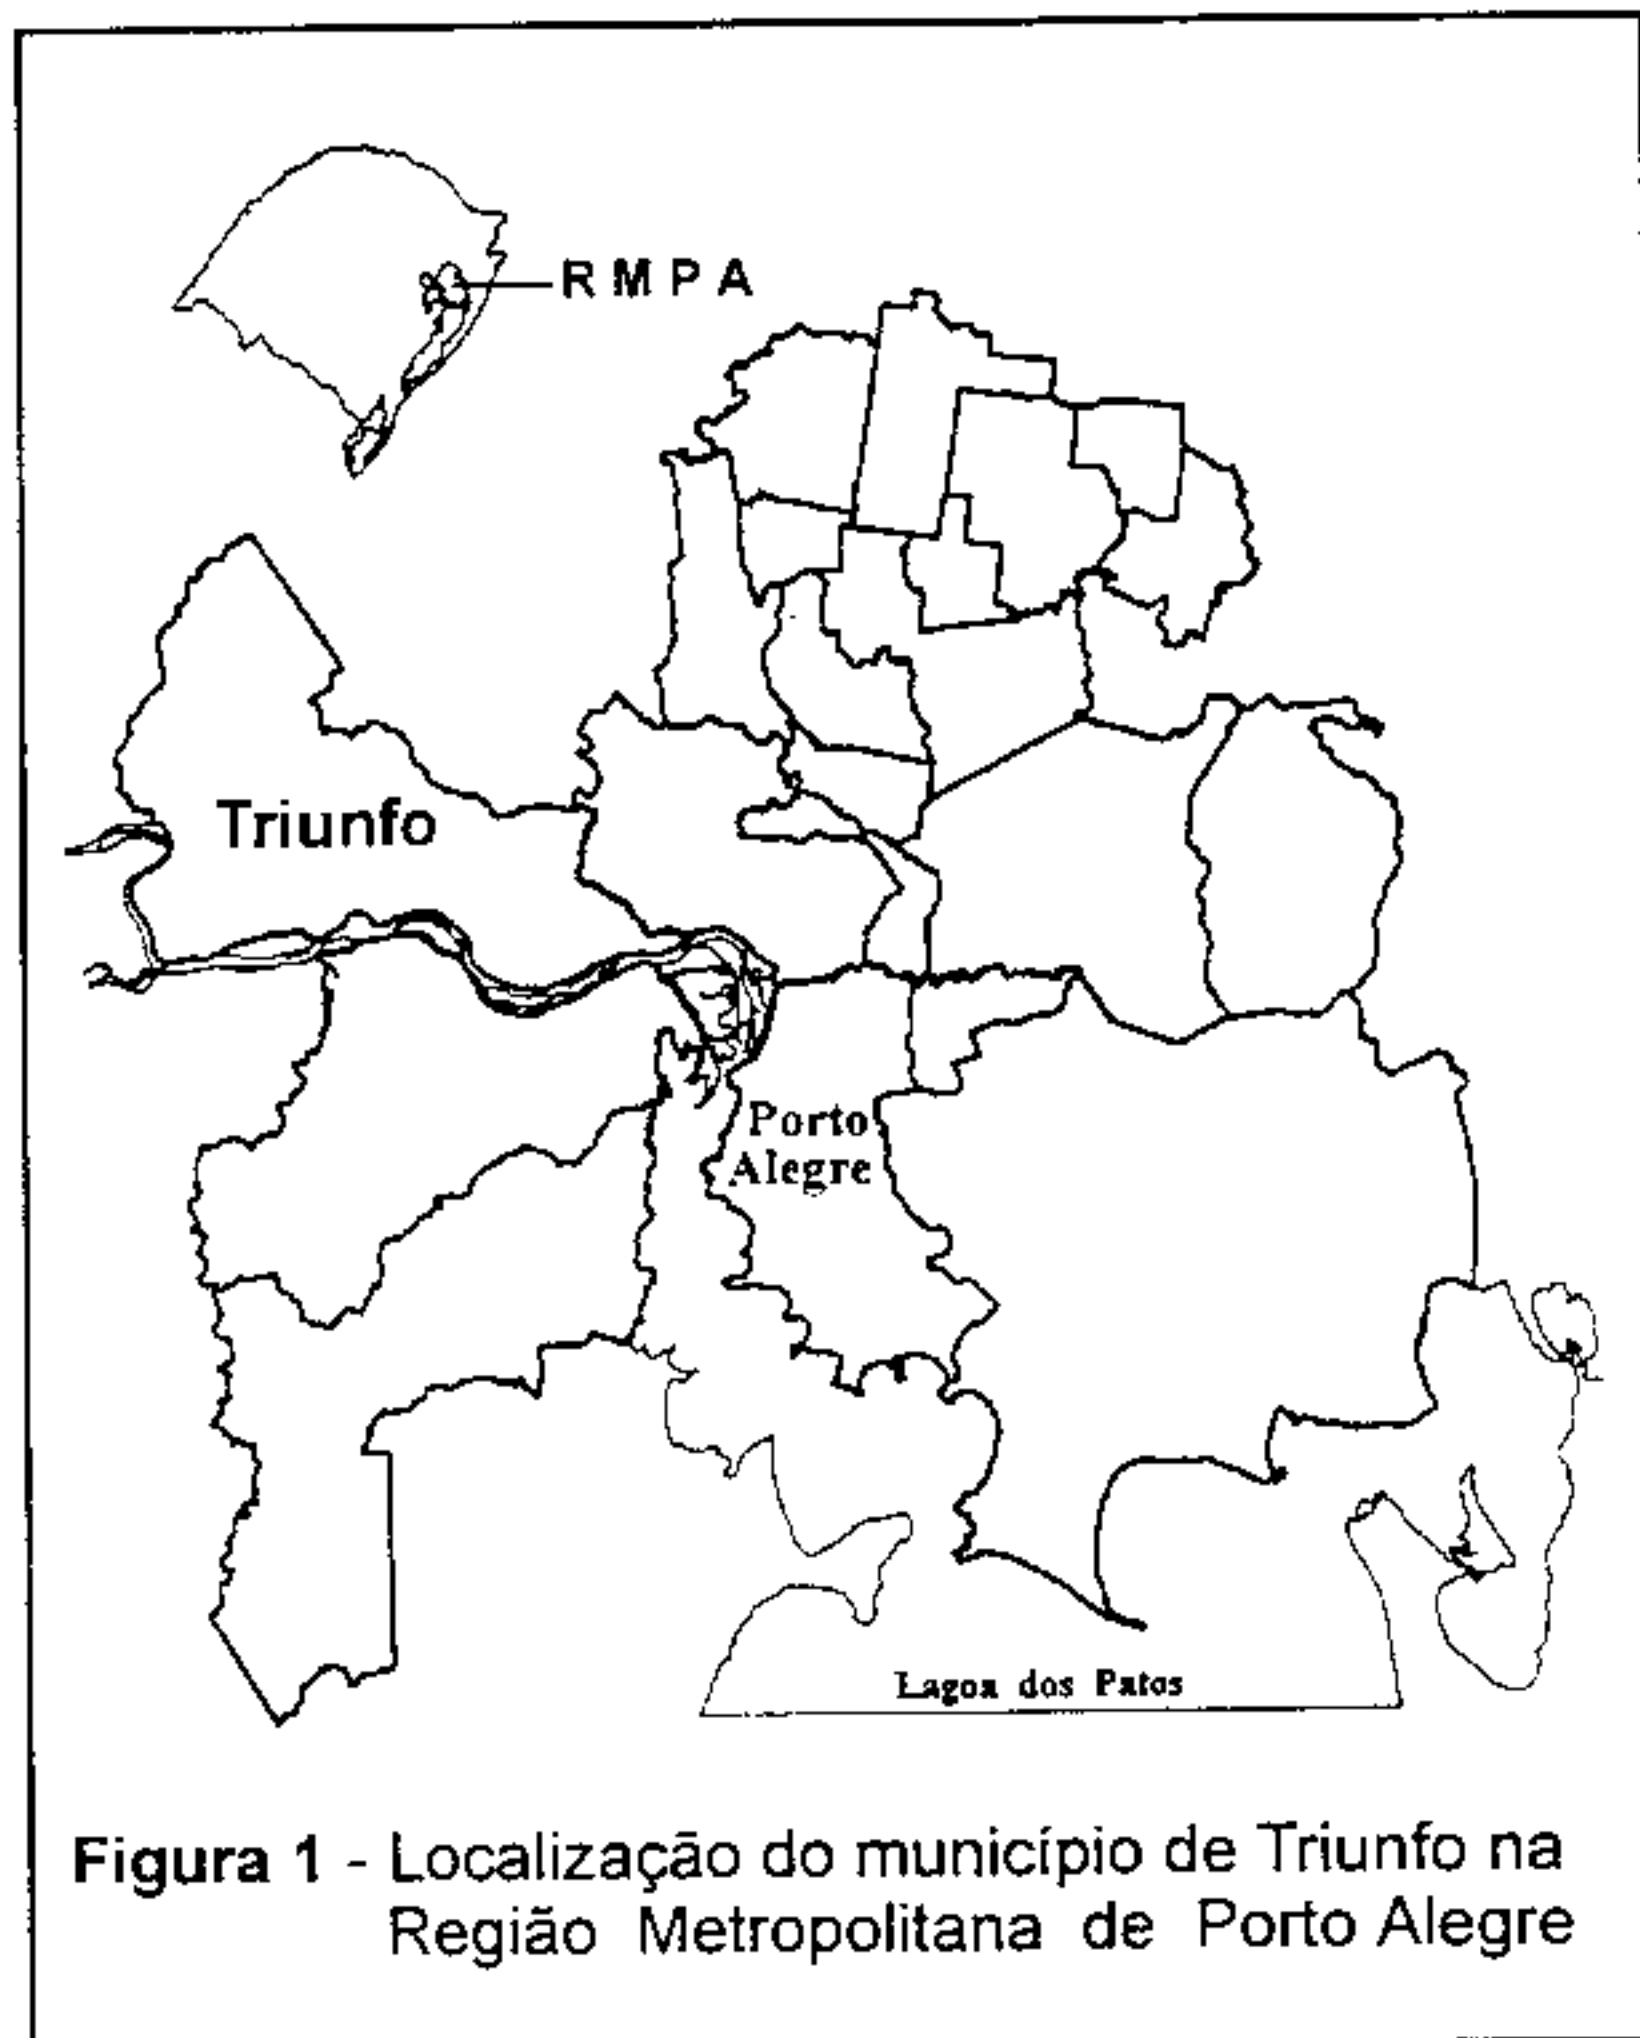 R M P A
Triunfo
Porto
Alegre
Lagoa dos Patos
Figura 1 - Localização do município de Triunfo na
Região Metropolitana de Porto Alegre